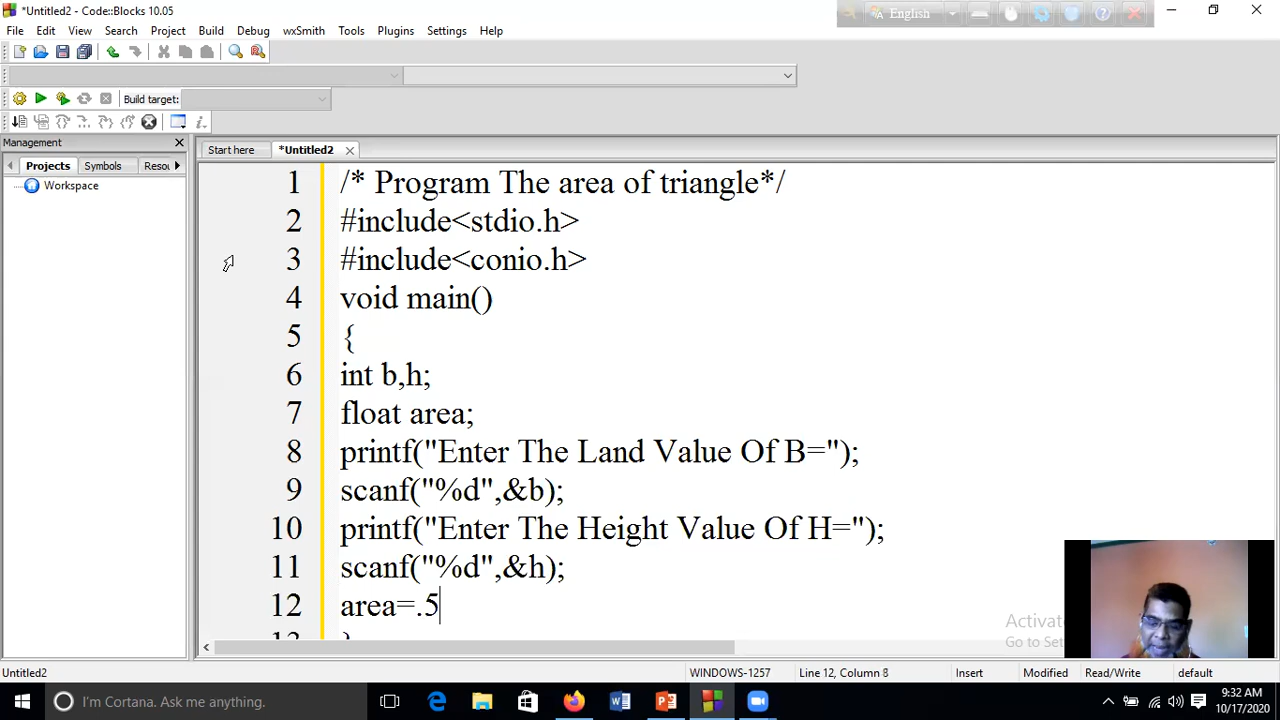 *Untitled2 - Code::Blocks 10.05
English
File Edit View Search Project Build Debug wxSmith Tools Plugins Settings Help
Build target:
Management
Start here *Untitled2
Projects Symbols Resou
Workspace
1 /* Program The area of triangle*/
2 #include<stdio.h>
3 #include<conio.h>
4 void main()
5 {
6 int b,h;
7 float area;
8 printf("Enter The Land Value Of B=");
9 scanf("%d",&b);
10 printf("Enter The Height Value Of H=");
11 scanf("%d",&h);
12 area=.5
13 }
Activat
Go to Set
Untitled2 WINDOWS-1257 Line 12, Column 8 Insert Modified Read/Write default
I'm Cortana. Ask me anything.
9:32 AM
10/17/2020